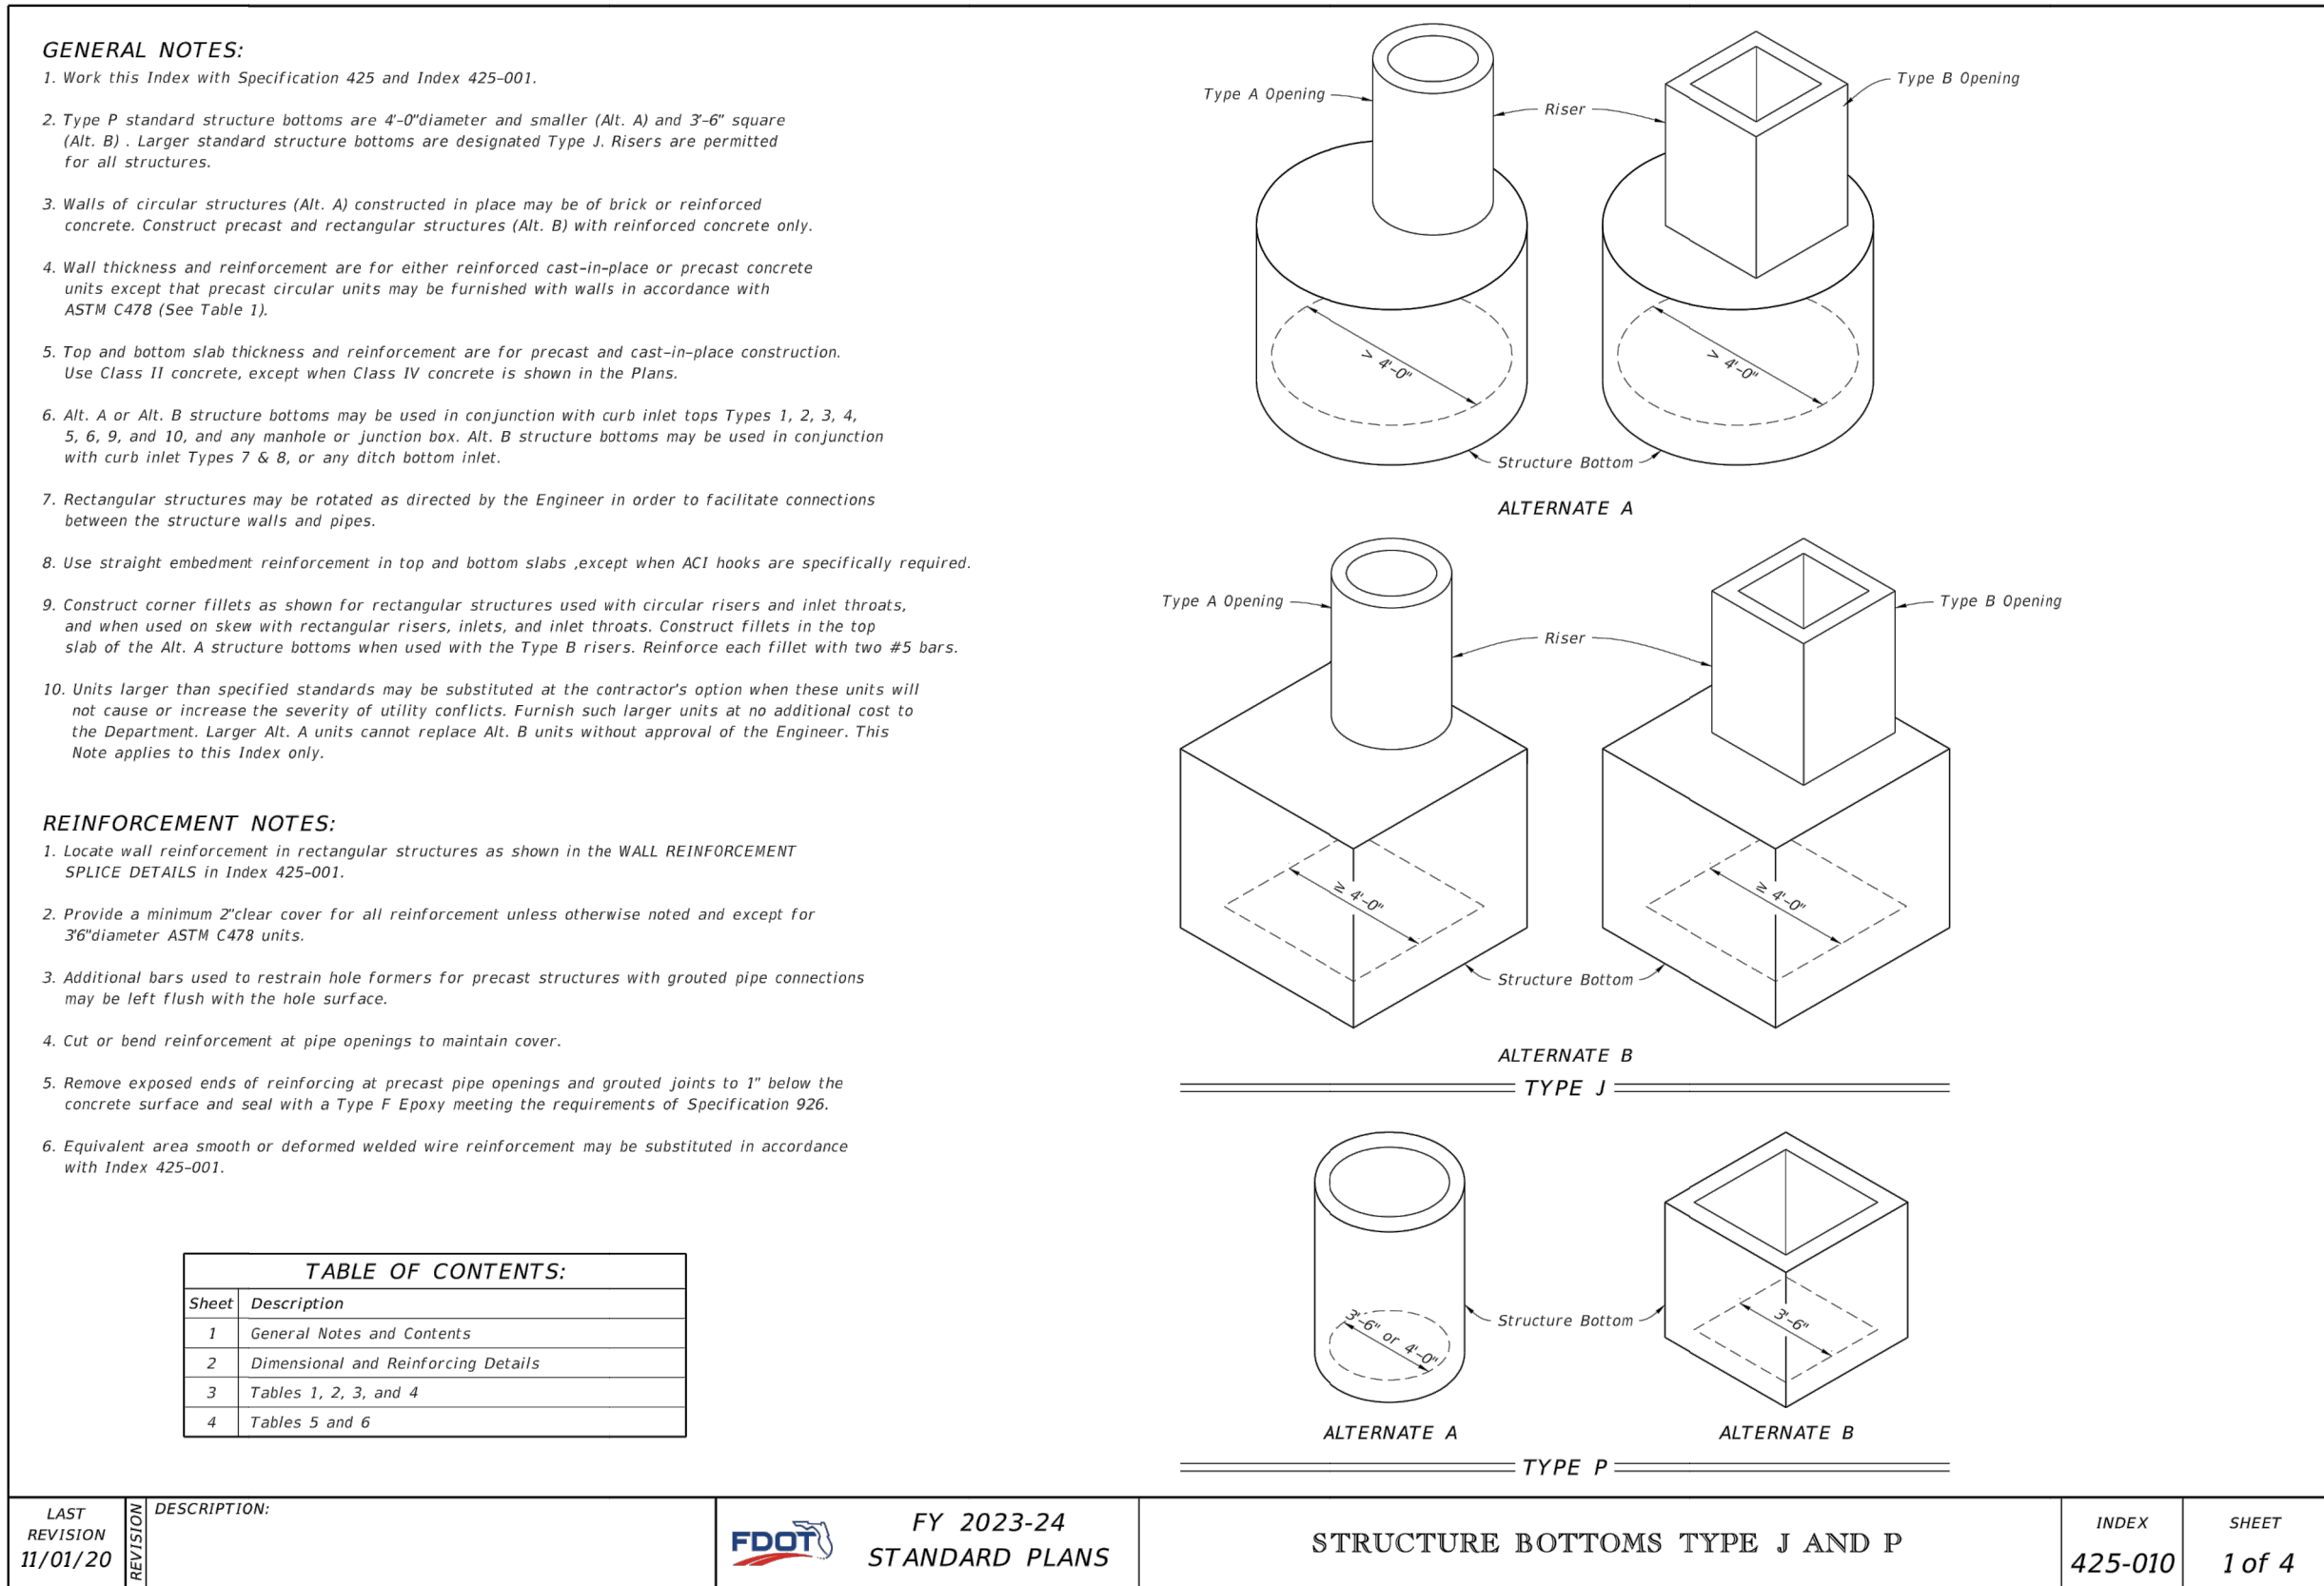 GENERAL NOTES:
1. Work this Index with Specification 425 and Index 425-001.
2. Type P standard structure bottoms are 4'-0"diameter and smaller (Alt. A) and 3'-6" square
(Alt. B) . Larger standard structure bottoms are designated Type J. Risers are permitted
for all structures.
3. Walls of circular structures (Alt. A) constructed in place may be of brick or reinforced
concrete. Construct precast and rectangular structures (Alt. B) with reinforced concrete only.
4. Wall thickness and reinforcement are for either reinforced cast-in-place or precast concrete
units except that precast circular units may be furnished with walls in accordance with
ASTM C478 (See Table 1).
5. Top and bottom slab thickness and reinforcement are for precast and cast-in-place construction.
Use Class II concrete, except when Class IV concrete is shown in the Plans.
6. Alt. A or Alt. B structure bottoms may be used in conjunction with curb inlet tops Types 1, 2, 3, 4,
5, 6, 9, and 10, and any manhole or junction box. Alt. B structure bottoms may be used in conjunction
with curb inlet Types 7 & 8, or any ditch bottom inlet.
7. Rectangular structures may be rotated as directed by the Engineer in order to facilitate connections
between the structure walls and pipes.
8. Use straight embedment reinforcement in top and bottom slabs ,except when ACI hooks are specifically required.
9. Construct corner fillets as shown for rectangular structures used with circular risers and inlet throats,
and when used on skew with rectangular risers, inlets, and inlet throats. Construct fillets in the top
slab of the Alt. A structure bottoms when used with the Type B risers. Reinforce each fillet with two #5 bars.
10. Units larger than specified standards may be substituted at the contractor's option when these units will
not cause or increase the severity of utility conflicts. Furnish such larger units at no additional cost to
the Department. Larger Alt. A units cannot replace Alt. B units without approval of the Engineer. This
Note applies to this Index only.
REINFORCEMENT NOTES:
1. Locate wall reinforcement in rectangular structures as shown in the WALL REINFORCEMENT
SPLICE DETAILS in Index 425-001.
2. Provide a minimum 2"clear cover for all reinforcement unless otherwise noted and except for
3'6"diameter ASTM C478 units.
3. Additional bars used to restrain hole formers for precast structures with grouted pipe connections
may be left flush with the hole surface.
4. Cut or bend reinforcement at pipe openings to maintain cover.
5. Remove exposed ends of reinforcing at precast pipe openings and grouted joints to 1" below the
concrete surface and seal with a Type F Epoxy meeting the requirements of Specification 926.
6. Equivalent area smooth or deformed welded wire reinforcement may be substituted in accordance
with Index 425-001.
TABLE OF CONTENTS:
Sheet Description
1 General Notes and Contents
2 Dimensional and Reinforcing Details
3 Tables 1, 2, 3, and 4
4 Tables 5 and 6
Type A Opening
Riser
Type B Opening
> 4'-0"
> 4'-0"
Structure Bottom
ALTERNATE A
Type A Opening
Riser
Type B Opening
≥ 4'-0"
≥ 4'-0"
Structure Bottom
ALTERNATE B
TYPE J
3'-6" or 4'-0"
Structure Bottom
3'-6"
ALTERNATE A
ALTERNATE B
TYPE P
LAST
REVISION
11/01/20
REVISION
DESCRIPTION:
FDOT
FY 2023-24
STANDARD PLANS
STRUCTURE BOTTOMS TYPE J AND P
INDEX
425-010
SHEET
1 of 4